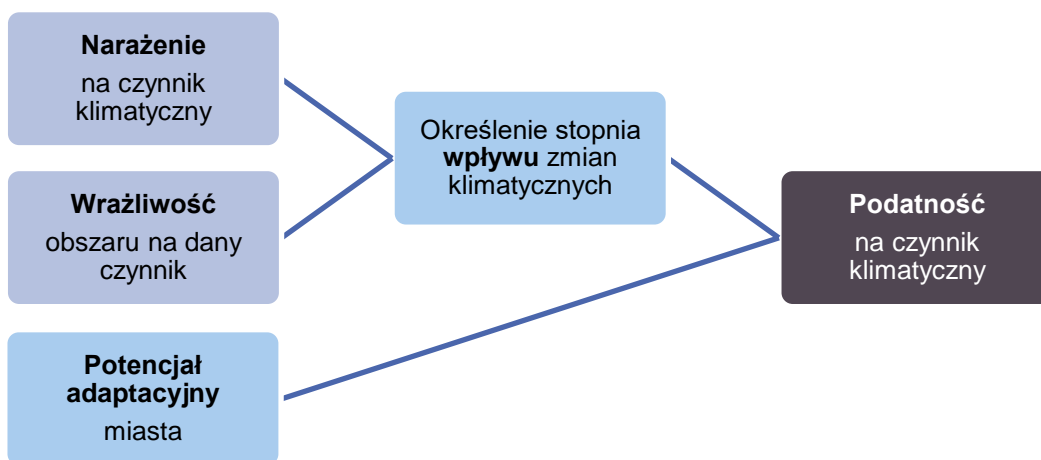 Narażenie
na czynnik
klimatyczny
Wrażliwość
obszaru na dany
czynnik
Potencjał
adaptacyjny
miasta
Określenie stopnia
wpływu zmian
klimatycznych
Podatność
na czynnik
klimatyczny